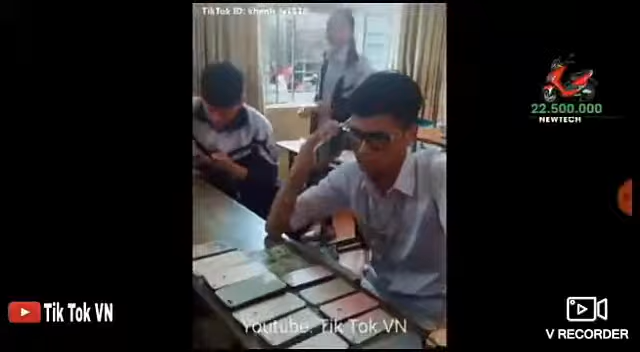 TikTok ID:
22.500.000
NEWTECH
Tik Tok VN
Youtube: Tik Tok VN
V RECORDER